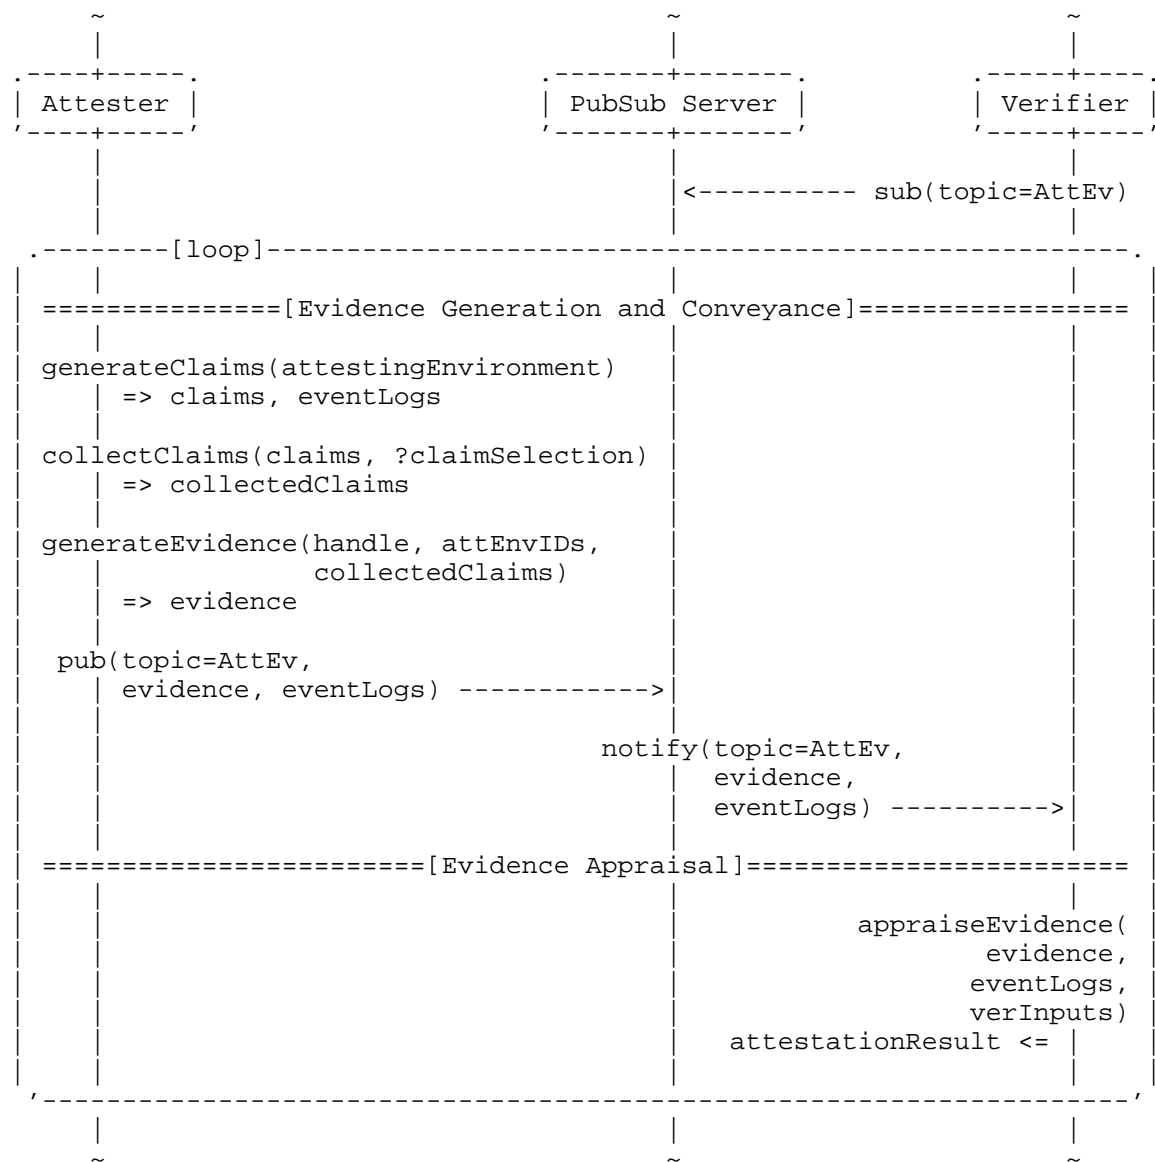 Attester PubSub Server Verifier
<---------- sub(topic=AttEv)
[loop]
===============[Evidence Generation and Conveyance]=================
generateClaims(attestingEnvironment)
=> claims, eventLogs
collectClaims(claims, ?claimSelection)
=> collectedClaims
generateEvidence(handle, attEnvIDs,
collectedClaims)
=> evidence
pub(topic=AttEv,
evidence, eventLogs) ------------>
notify(topic=AttEv,
evidence,
eventLogs) ---------->
========================[Evidence Appraisal]========================
appraiseEvidence(
evidence,
eventLogs,
verInputs)
attestationResult <=